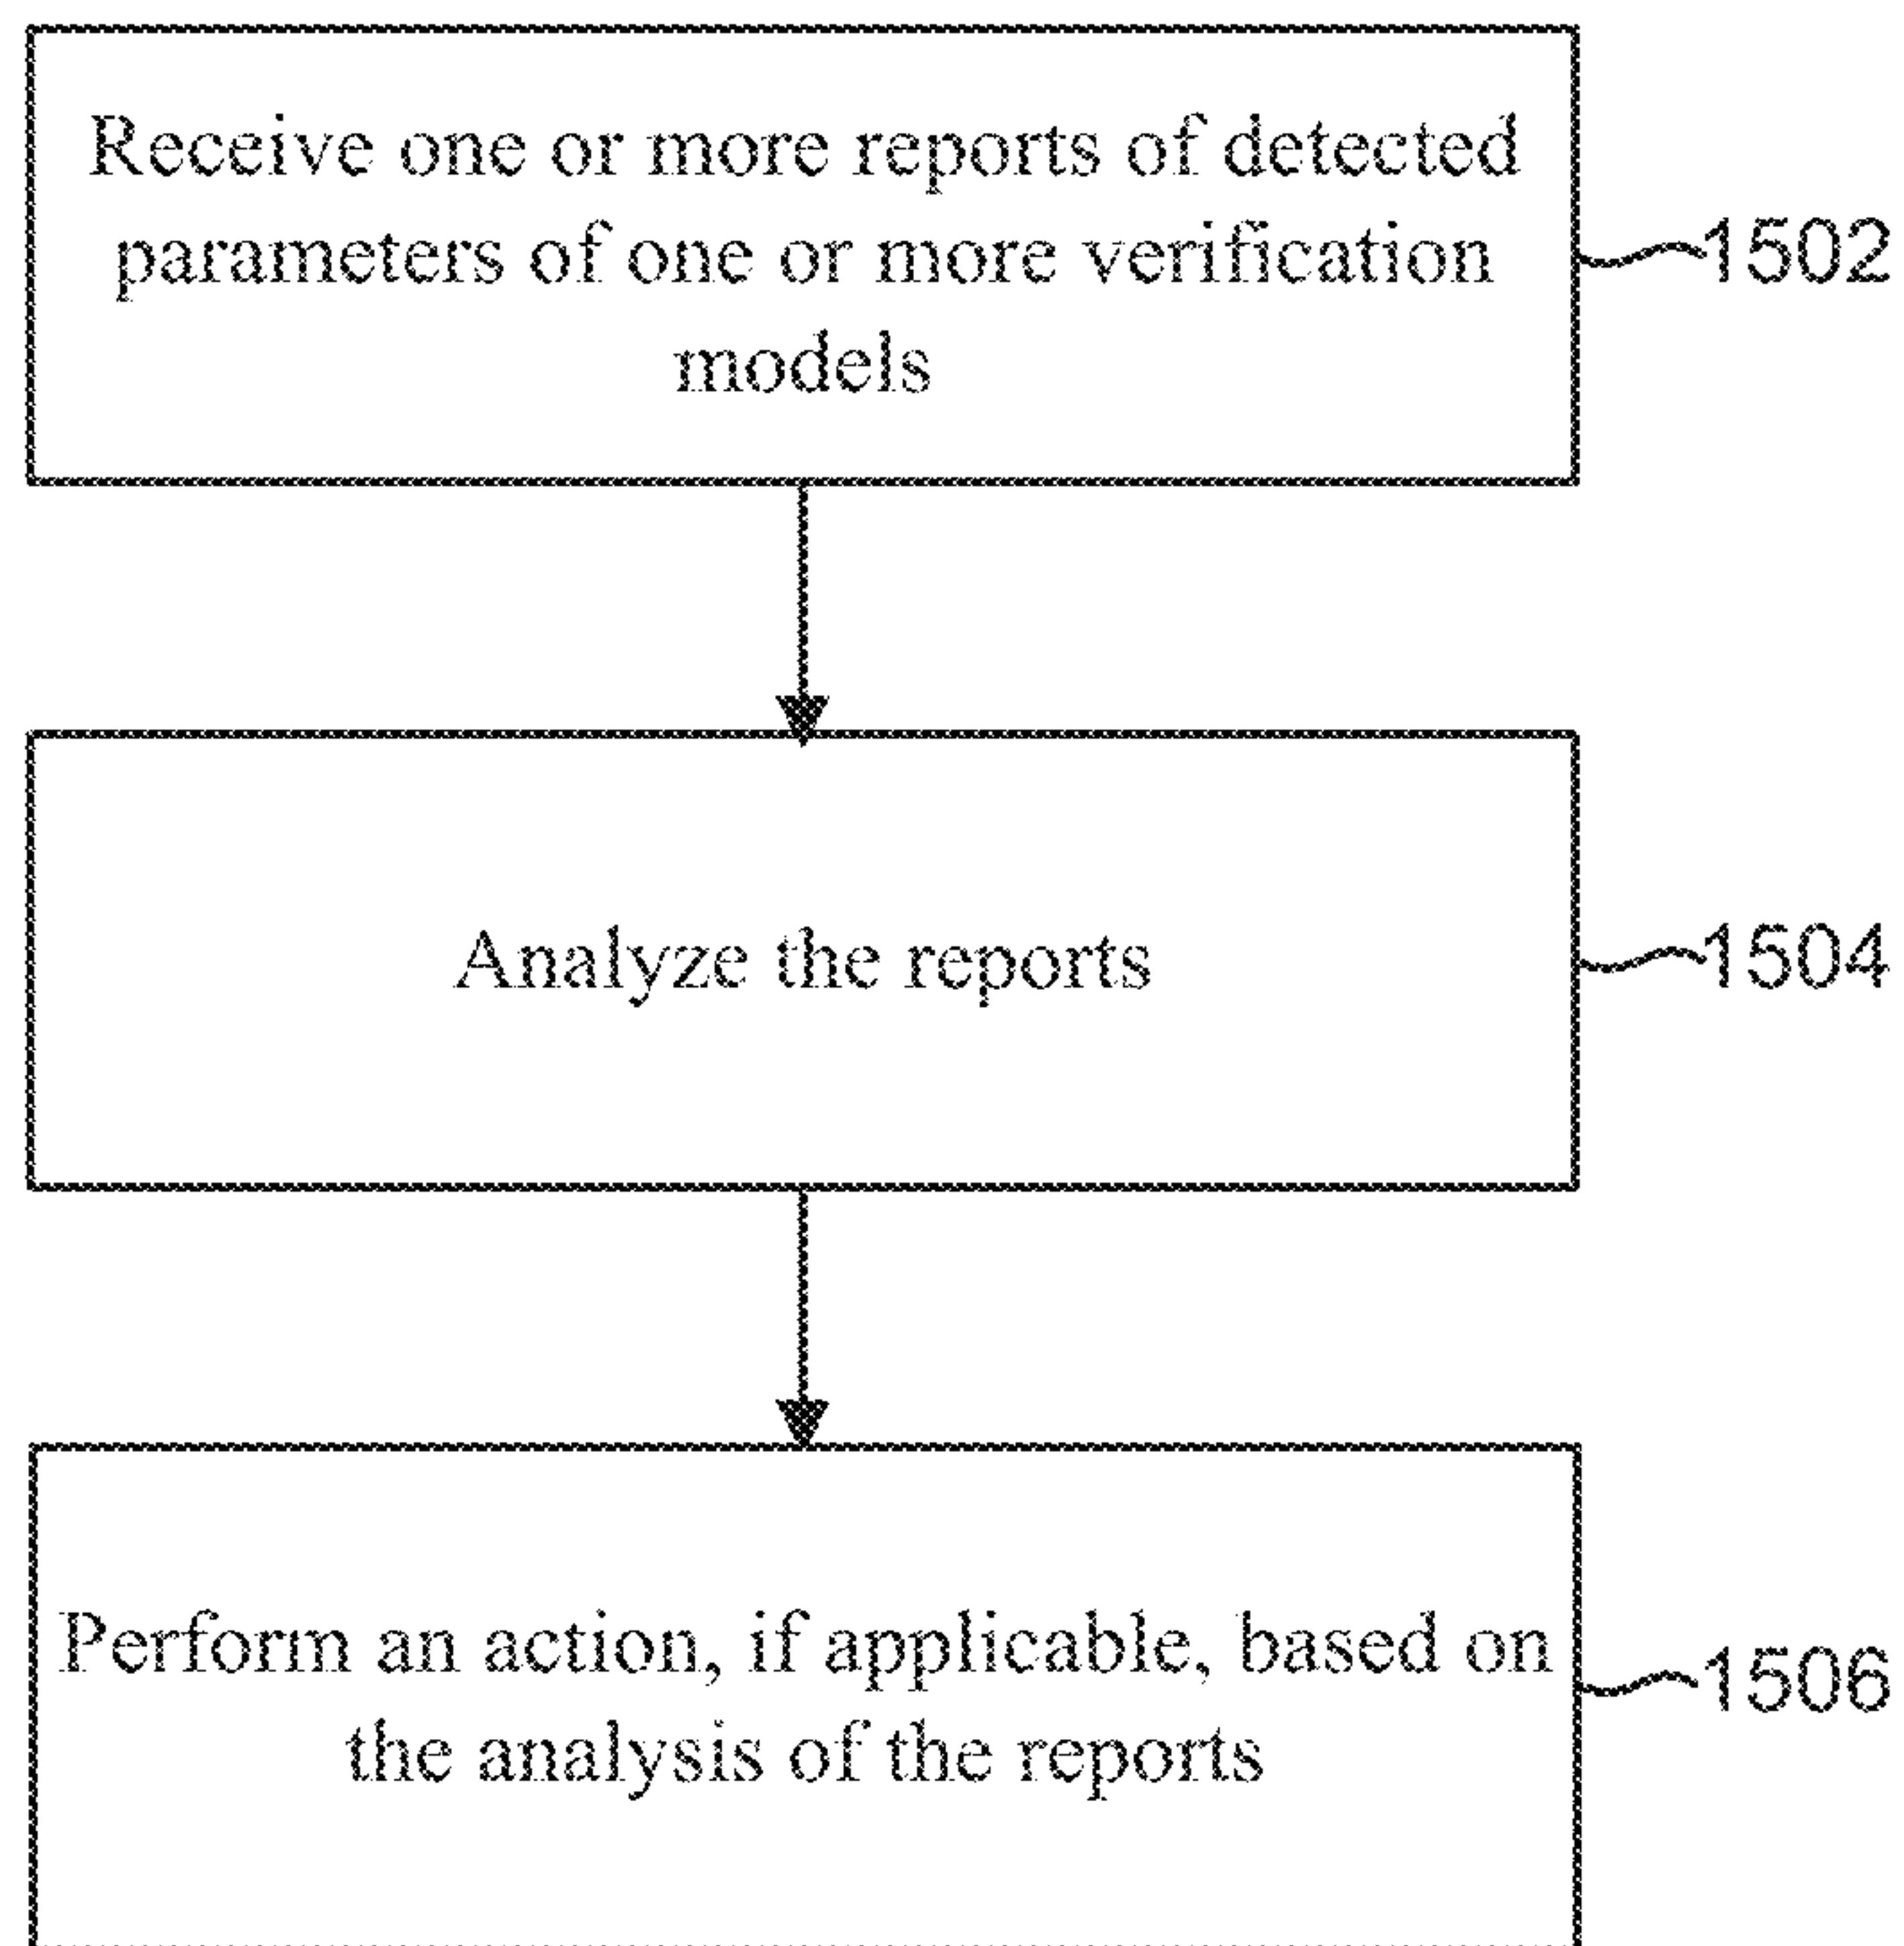 Receive one or more reports of detected
parameters of one or more verification
models
1502
Analyze the reports
1504
Perform an action, if applicable, based on
the analysis of the reports
1506